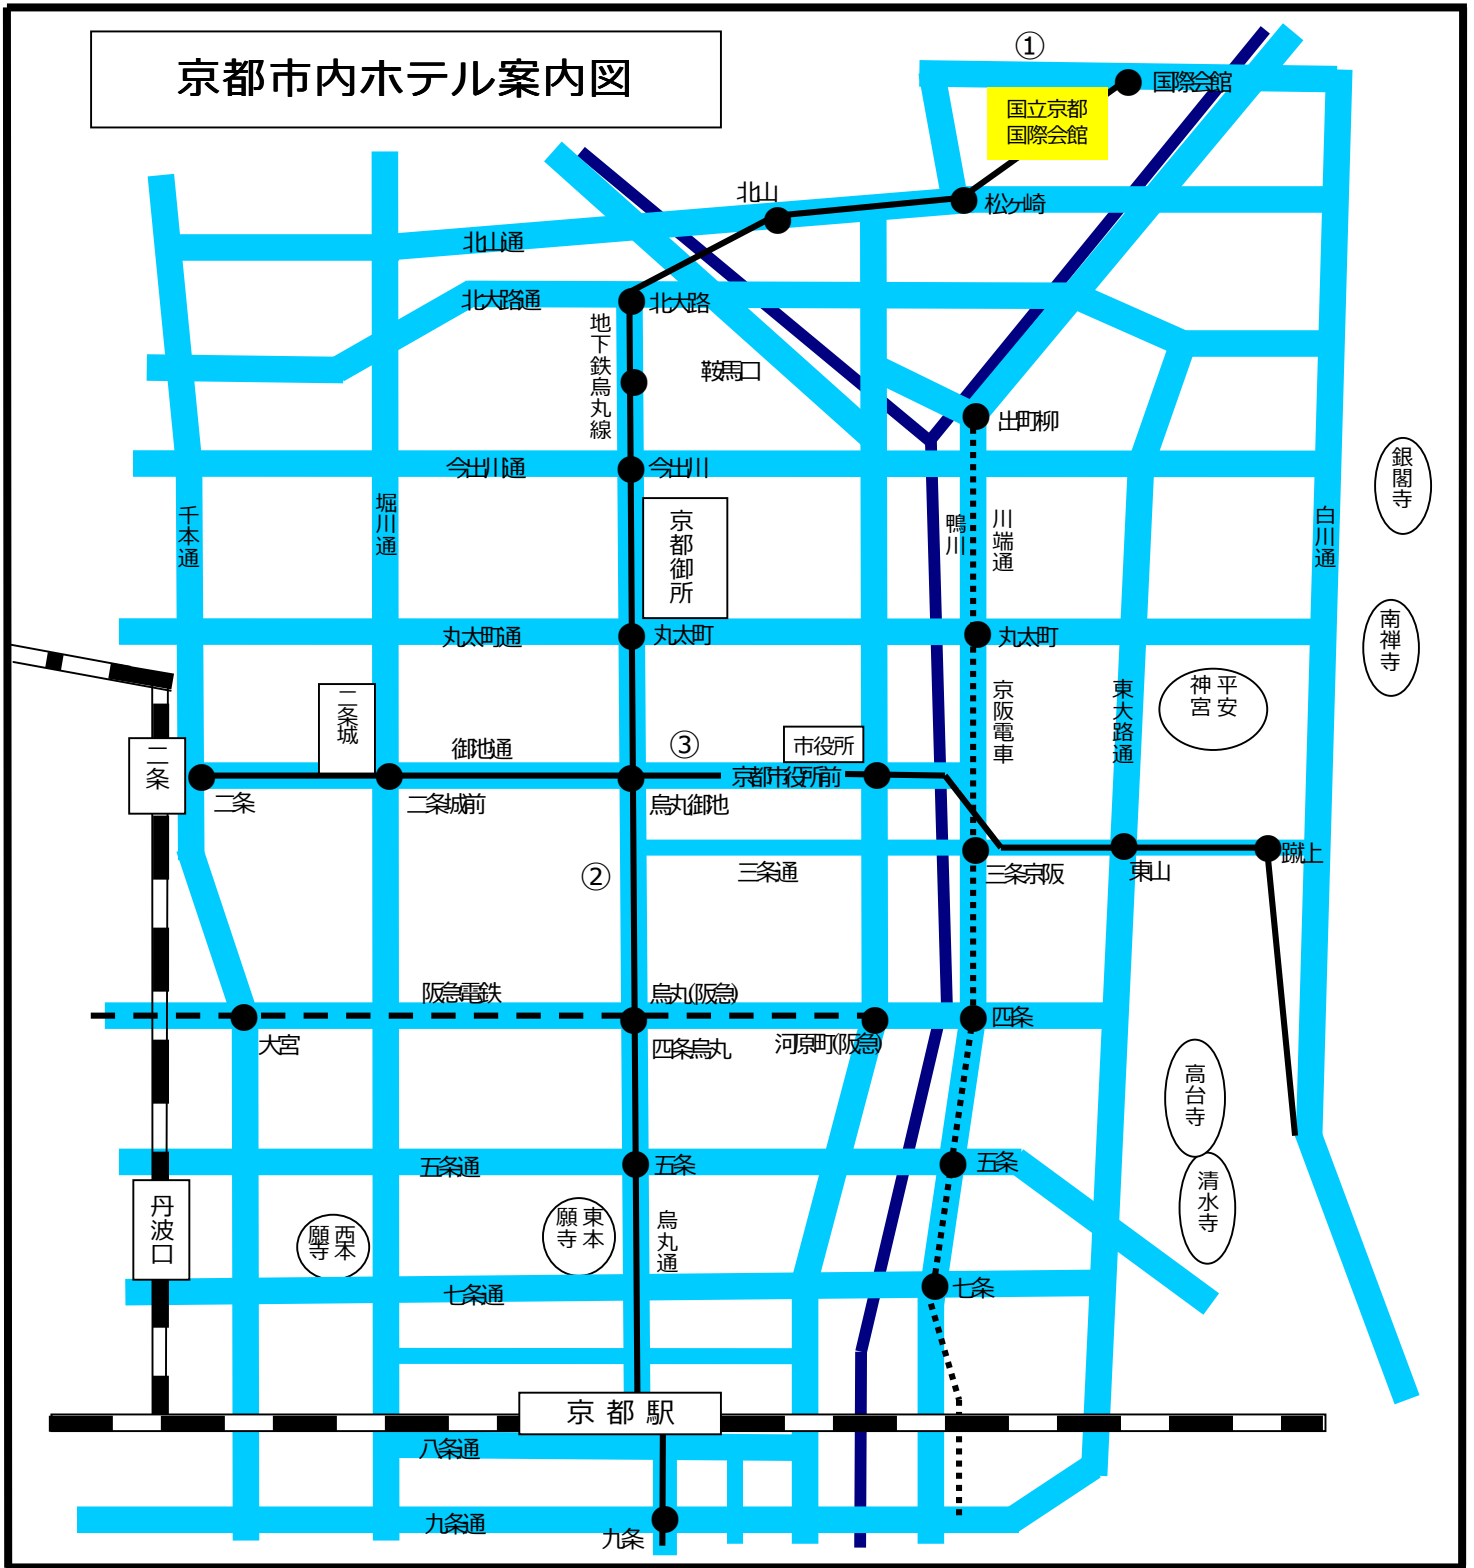 京都市内ホテル案内図
①
国際会館
国立京都
国際会館
北山
松ヶ崎
北山通
北大路通
北大路
地下鉄烏丸線
鞍馬口
出町柳
今出川通
今出川
銀閣寺
千本通
堀川通
京都御所
鴨川
川端通
白川通
丸太町通
丸太町
丸太町
南禅寺
二条城
京阪電車
東大路通
平安
神宮
御池通
③
市役所
二条
京都市役所前
二条
二条城前
烏丸御池
三条通
三条京阪
東山
蹴上
②
阪急電鉄
烏丸(阪急)
四条
大宮
四条烏丸
河原町(阪急)
高台寺
五条通
五条
五条
清水寺
丹波口
西本
願寺
東本
願寺
烏丸通
七条通
七条
京都駅
八条通
九条通
九条